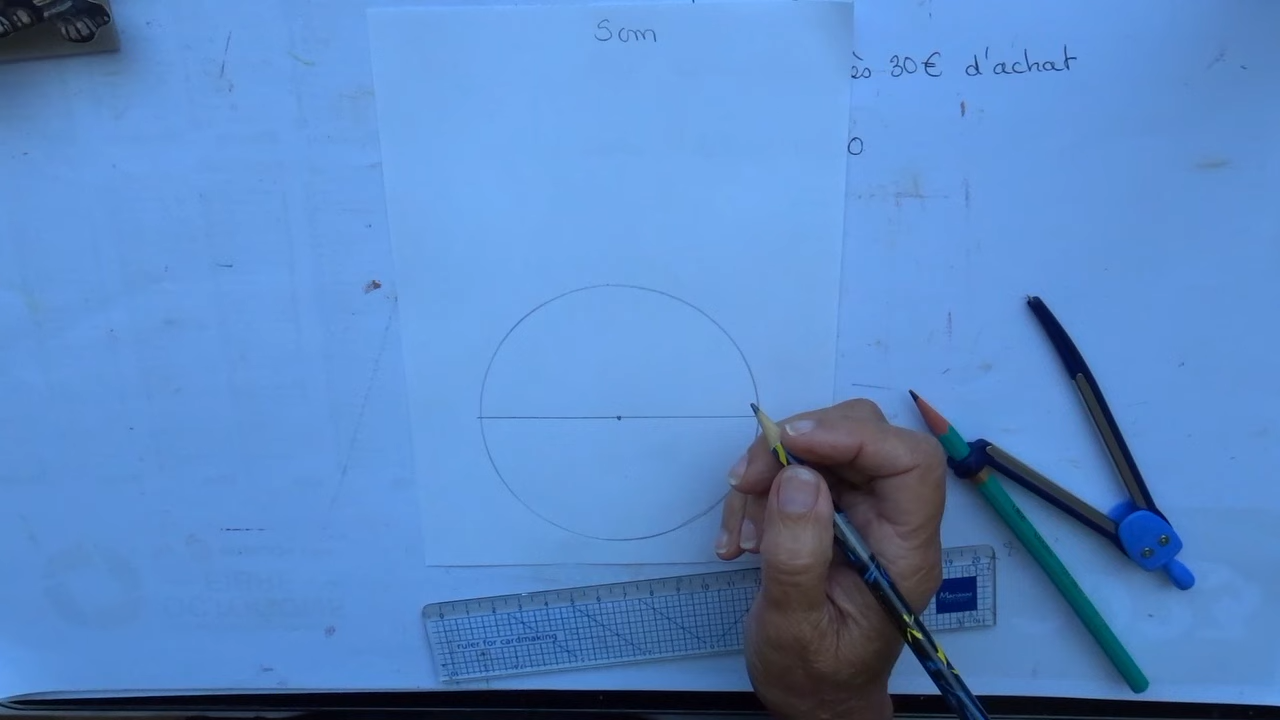 5cm
ès 30€ d'achat
0
ruler for cardmaking